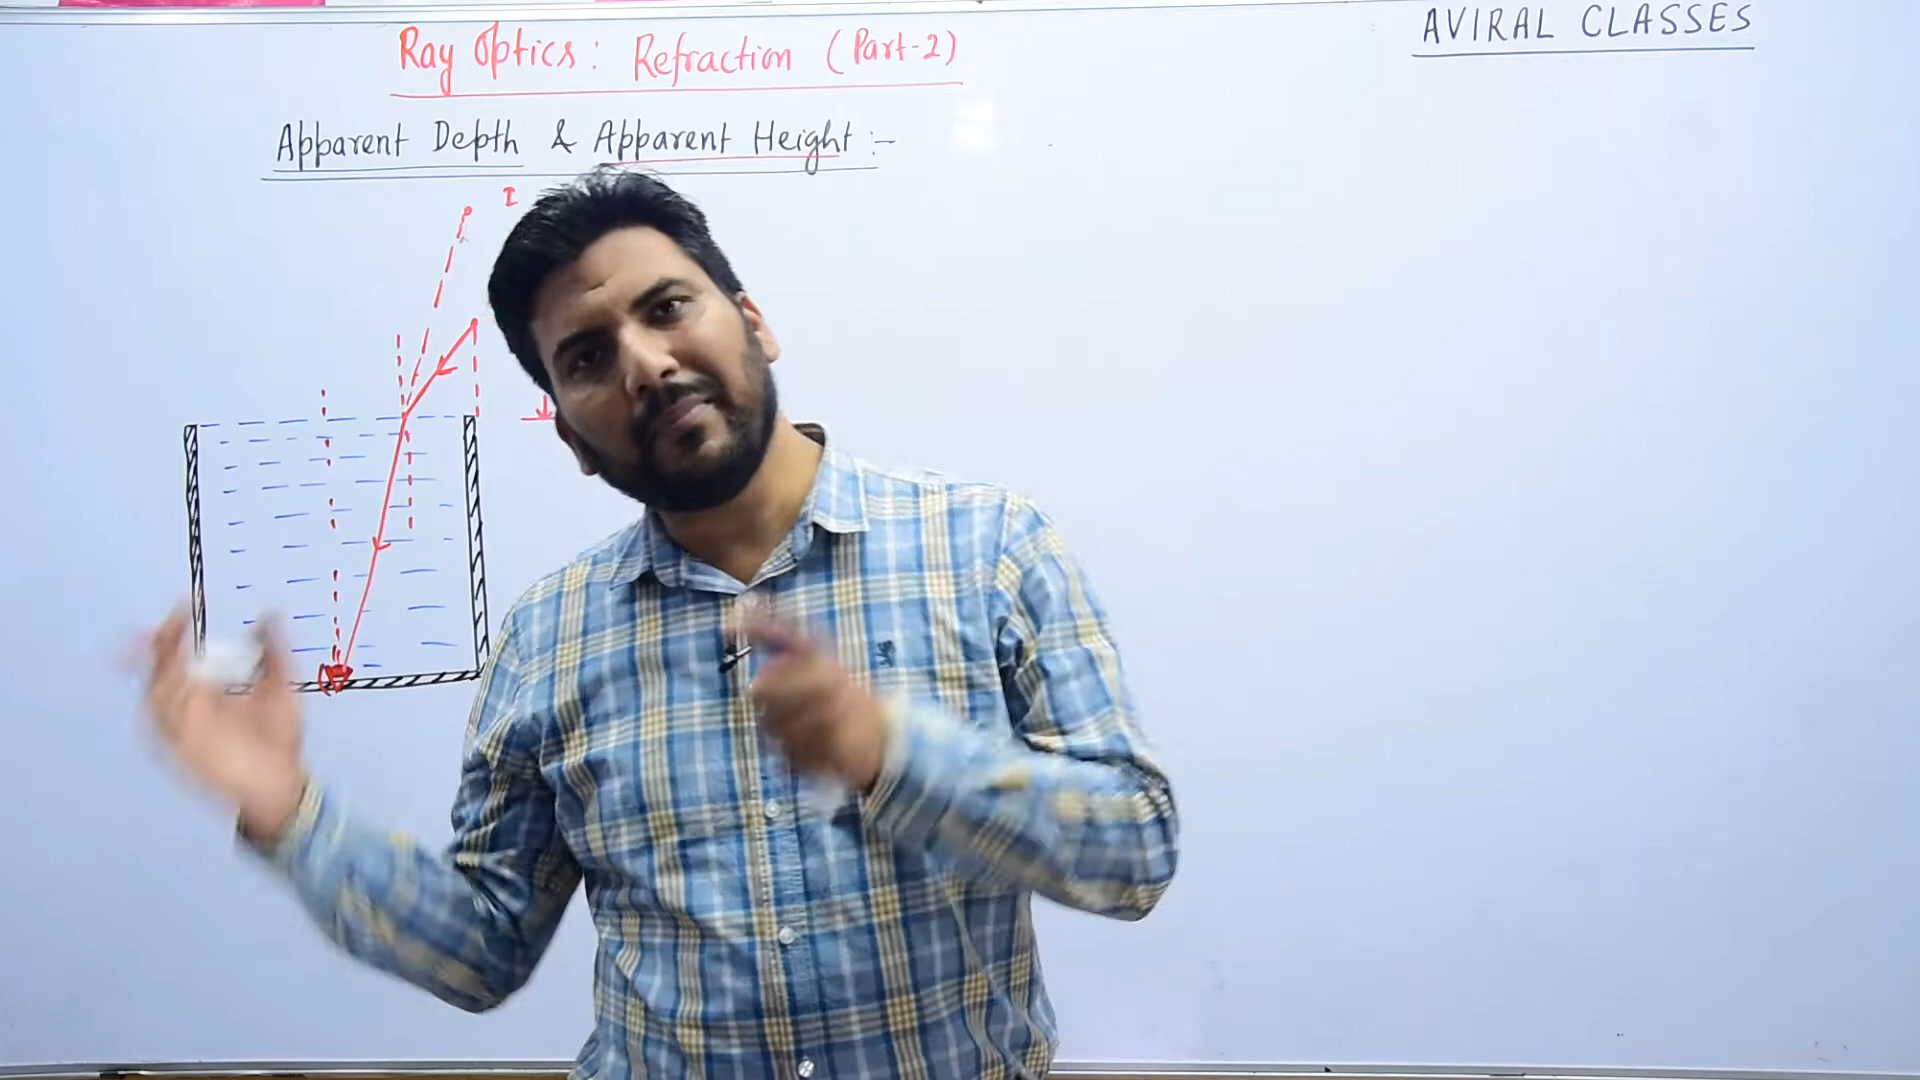 AVIRAL CLASSES
Ray Optics: Refraction (Part-2)
Apparent Depth & Apparent Height :-
I